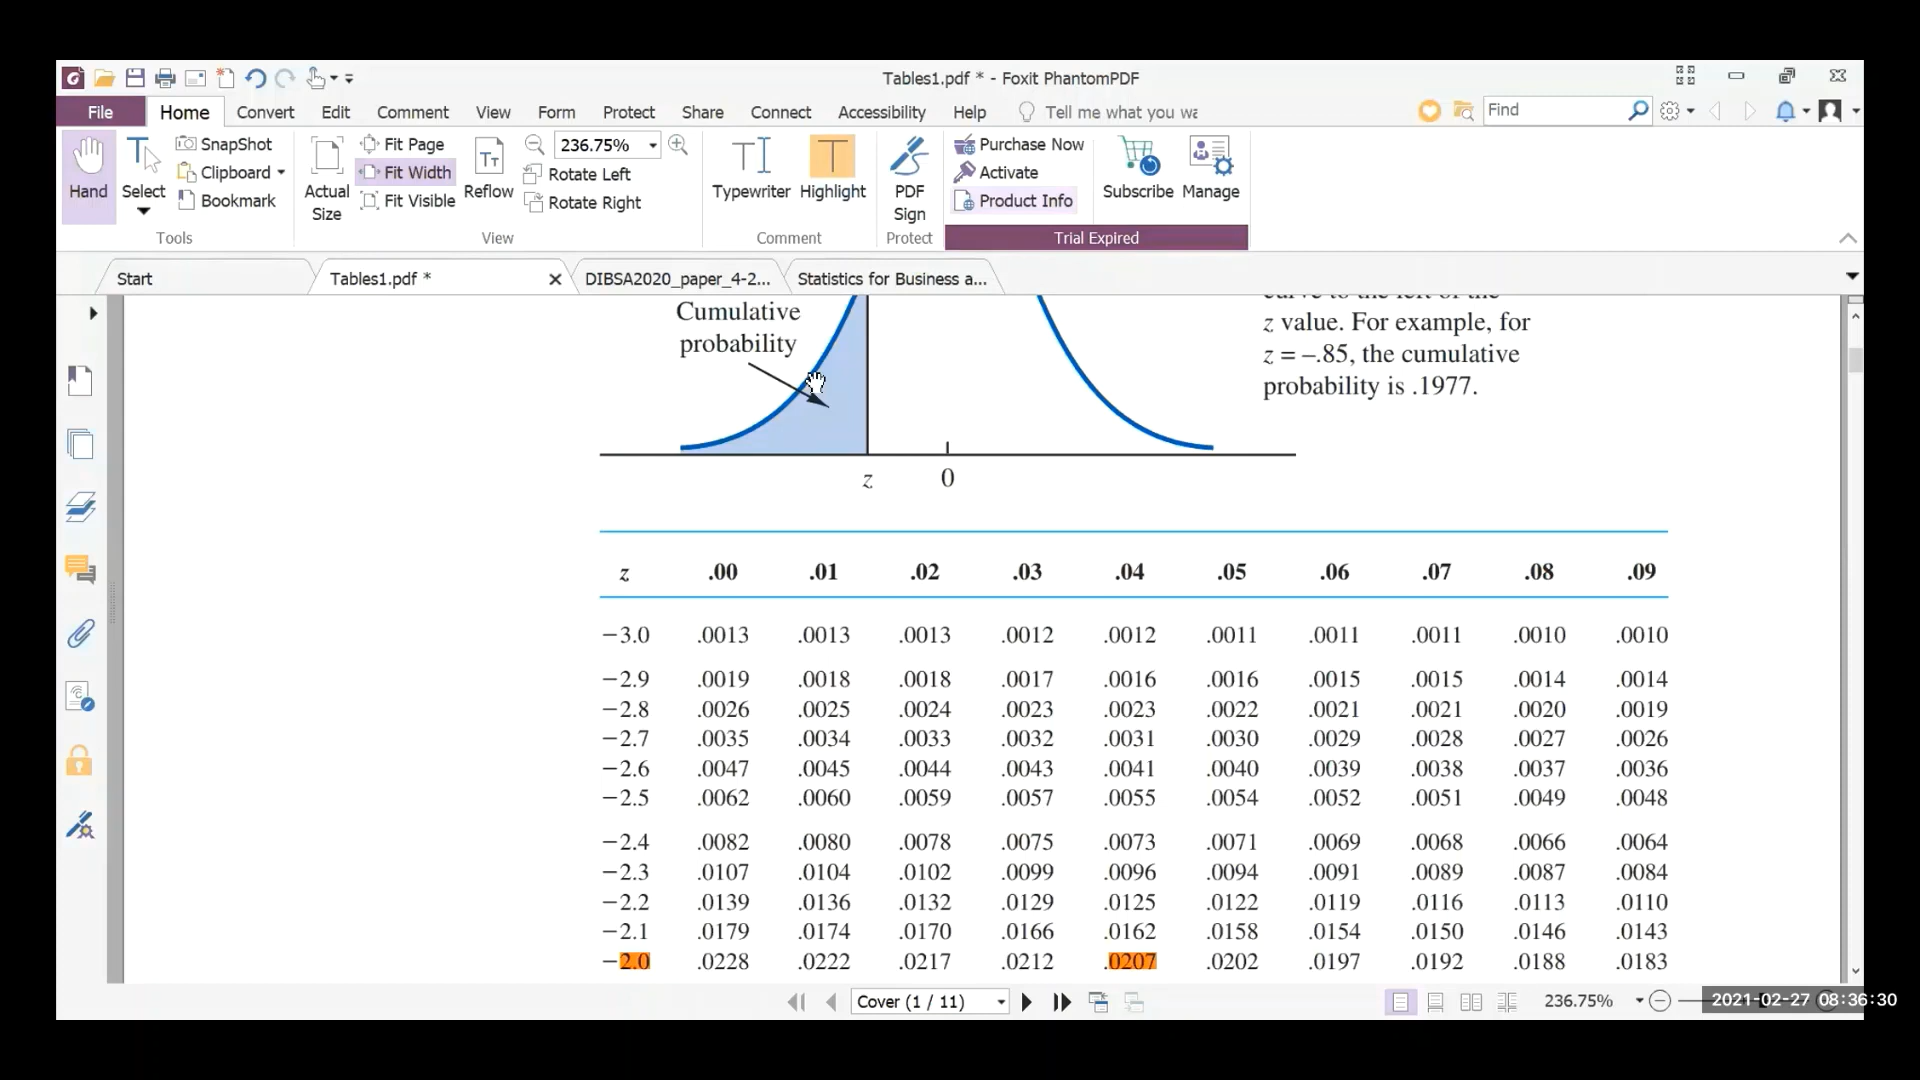 Tables1.pdf * - Foxit PhantomPDF
File Home Convert Edit Comment View Form Protect Share Connect Accessibility Help Tell me what you wa Find
Hand
Select
SnapShot
Clipboard
Bookmark
Tools
Actual Size
Fit Page
Fit Width
Fit Visible
Reflow
236.75%
Rotate Left
Rotate Right
View
Typewriter
Highlight
Comment
PDF Sign
Protect
Purchase Now
Activate
Product Info
Trial Expired
Subscribe
Manage
Start
Tables1.pdf *
DIBSA2020_paper_4-2...
Statistics for Business a...
Cumulative
probability
z
0
curve to the left of the
z value. For example, for
z = –.85, the cumulative
probability is .1977.
z .00 .01 .02 .03 .04 .05 .06 .07 .08 .09
−3.0 .0013 .0013 .0013 .0012 .0012 .0011 .0011 .0011 .0010 .0010
−2.9 .0019 .0018 .0018 .0017 .0016 .0016 .0015 .0015 .0014 .0014
−2.8 .0026 .0025 .0024 .0023 .0023 .0022 .0021 .0021 .0020 .0019
−2.7 .0035 .0034 .0033 .0032 .0031 .0030 .0029 .0028 .0027 .0026
−2.6 .0047 .0045 .0044 .0043 .0041 .0040 .0039 .0038 .0037 .0036
−2.5 .0062 .0060 .0059 .0057 .0055 .0054 .0052 .0051 .0049 .0048
−2.4 .0082 .0080 .0078 .0075 .0073 .0071 .0069 .0068 .0066 .0064
−2.3 .0107 .0104 .0102 .0099 .0096 .0094 .0091 .0089 .0087 .0084
−2.2 .0139 .0136 .0132 .0129 .0125 .0122 .0119 .0116 .0113 .0110
−2.1 .0179 .0174 .0170 .0166 .0162 .0158 .0154 .0150 .0146 .0143
−2.0 .0228 .0222 .0217 .0212 .0207 .0202 .0197 .0192 .0188 .0183
Cover (1 / 11)
236.75%
2021-02-27 08:36:30